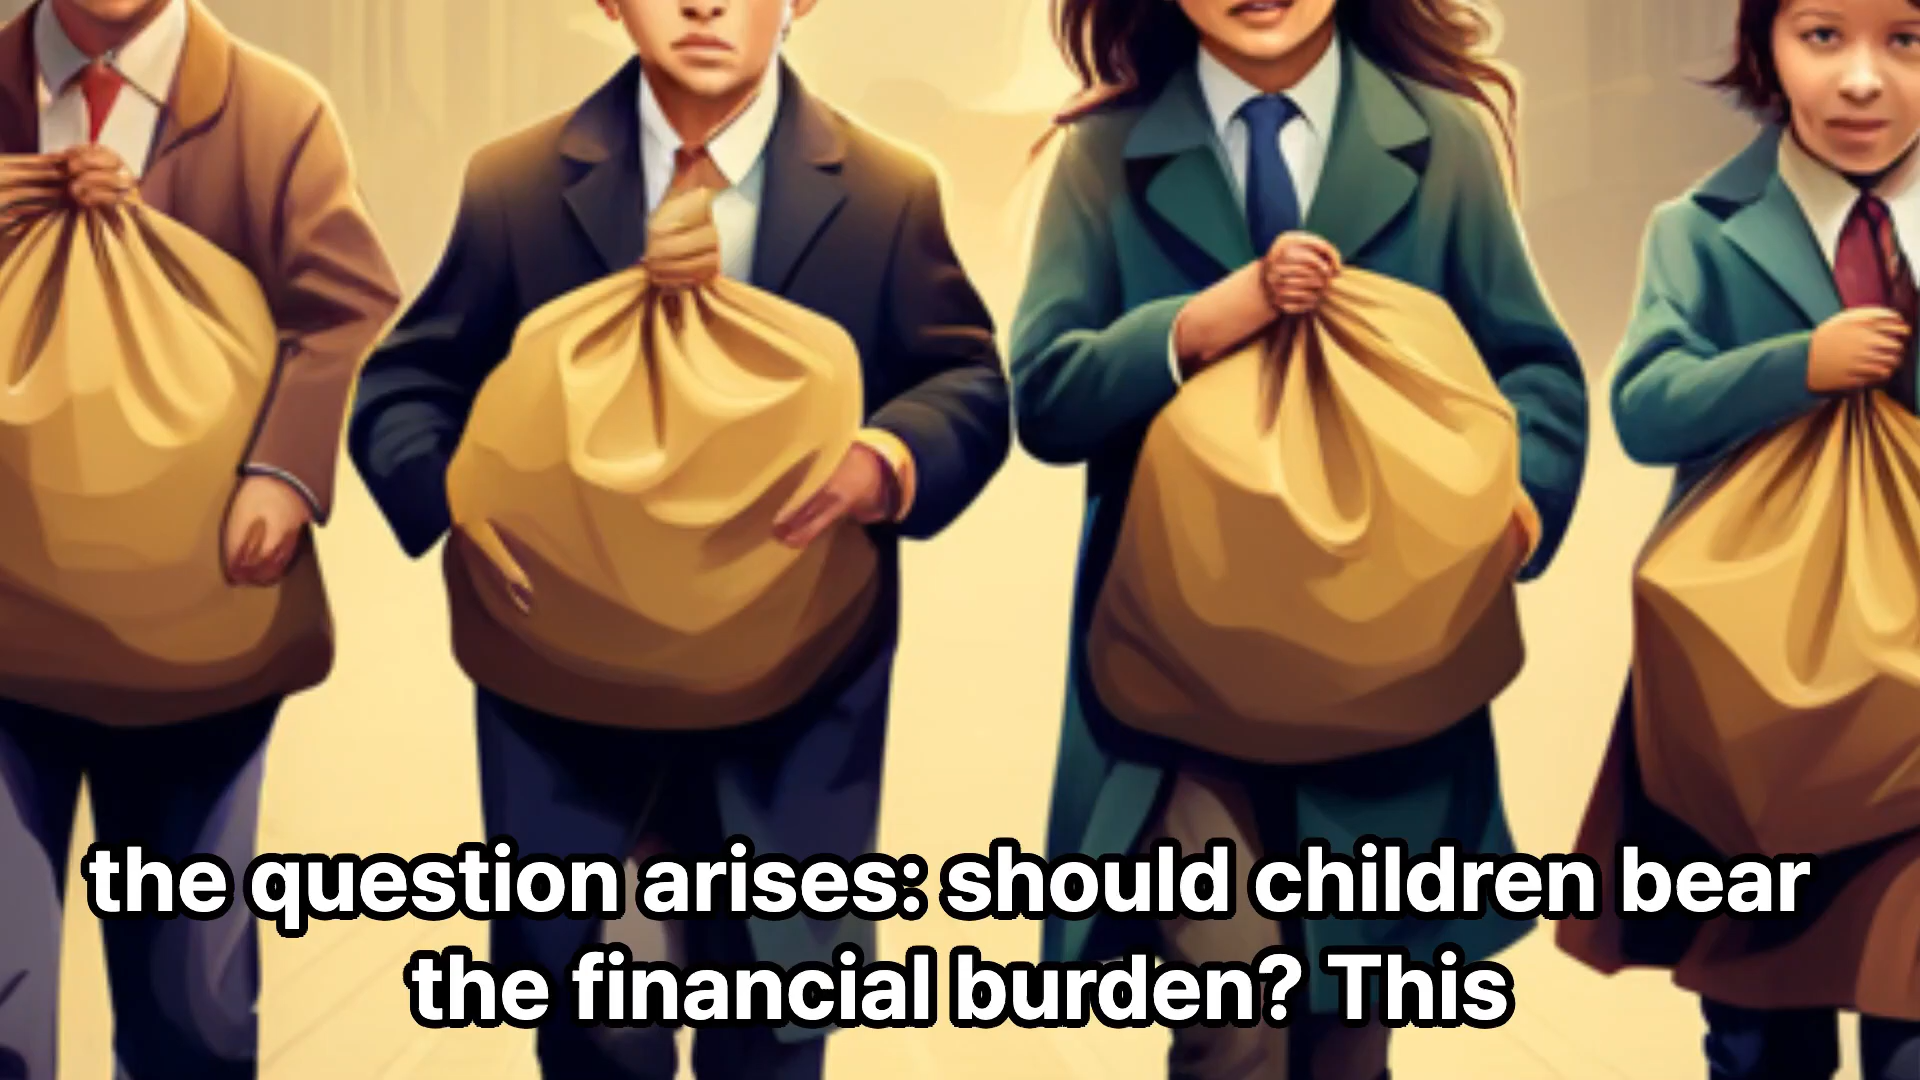 the question arises: should children bear
the financial burden? This